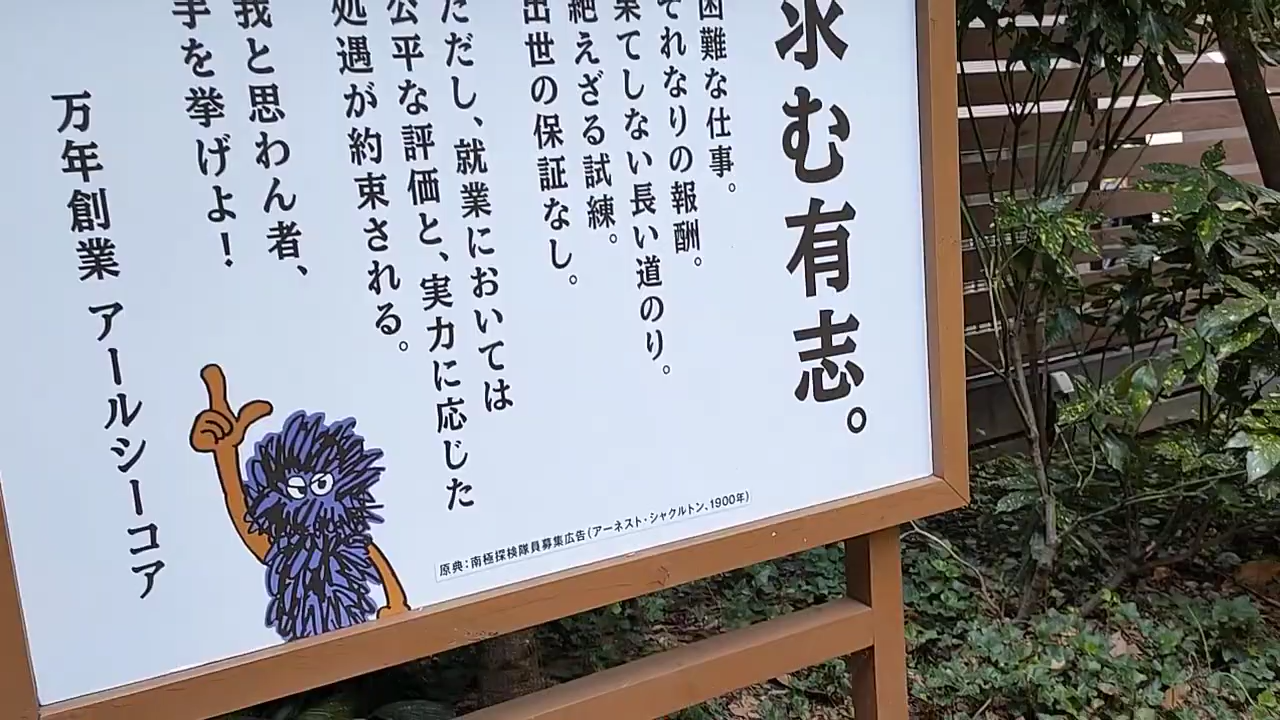 求む有志。
困難な仕事。
それなりの報酬。
果てしない長い道のり。
絶えざる試練。
出世の保証なし。
ただし、就業においては
公平な評価と、実力に応じた
処遇が約束される。
我と思わん者、
手を挙げよ！
万年創業 アールシーコア
原典：南極探検隊員募集広告（アーネスト・シャクルトン、1900年）